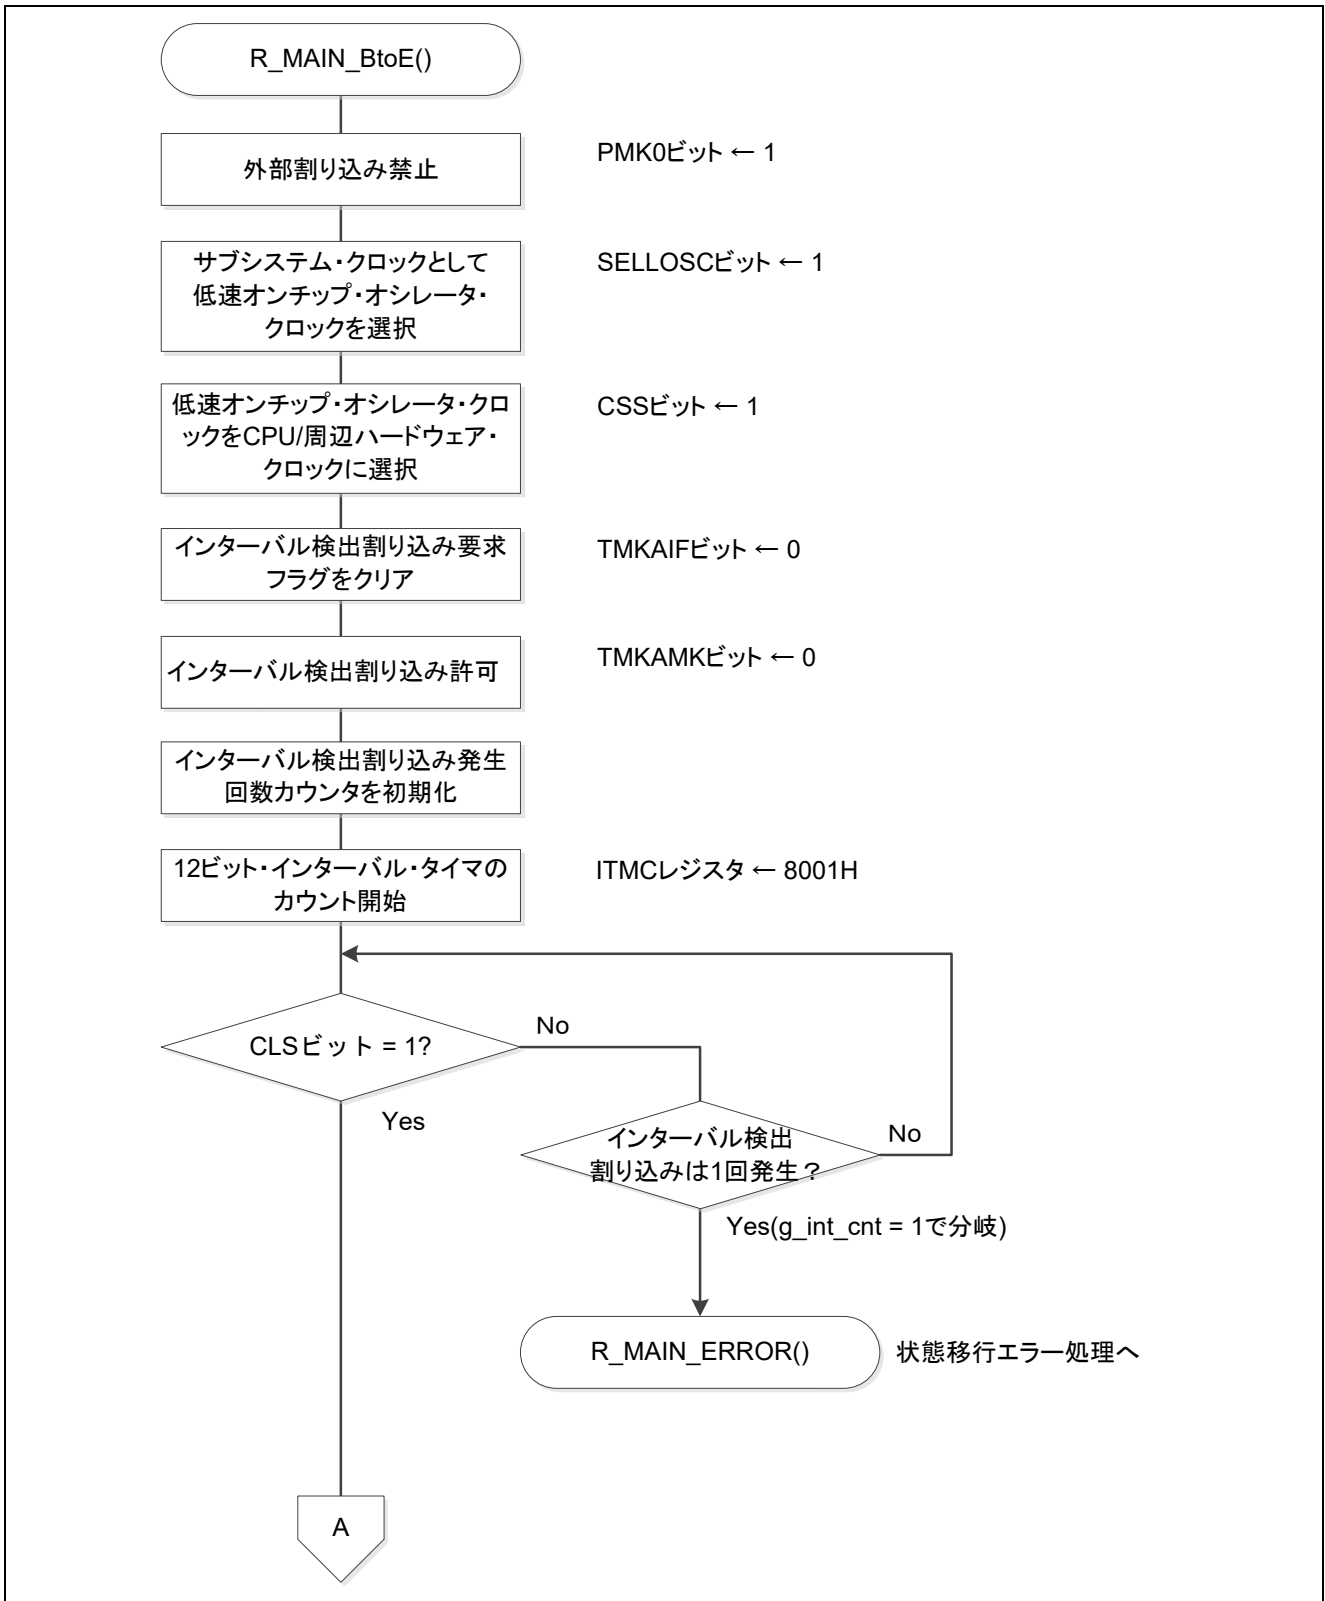 R_MAIN_BtoE()
外部割り込み禁止
PMK0ビット ← 1
サブシステム・クロックとして
低速オンチップ・オシレータ・
クロックを選択
SELLOSCビット ← 1
低速オンチップ・オシレータ・クロ
ックをCPU/周辺ハードウェア・
クロックに選択
CSSビット ← 1
インターバル検出割り込み要求
フラグをクリア
TMKAIFビット ← 0
インターバル検出割り込み許可
TMKAMKビット ← 0
インターバル検出割り込み発生
回数カウンタを初期化
12ビット・インターバル・タイマの
カウント開始
ITMCレジスタ ← 8001H
CLSビット = 1?
No
Yes
インターバル検出
割り込みは1回発生？
No
Yes(g_int_cnt = 1で分岐)
R_MAIN_ERROR()
状態移行エラー処理へ
A